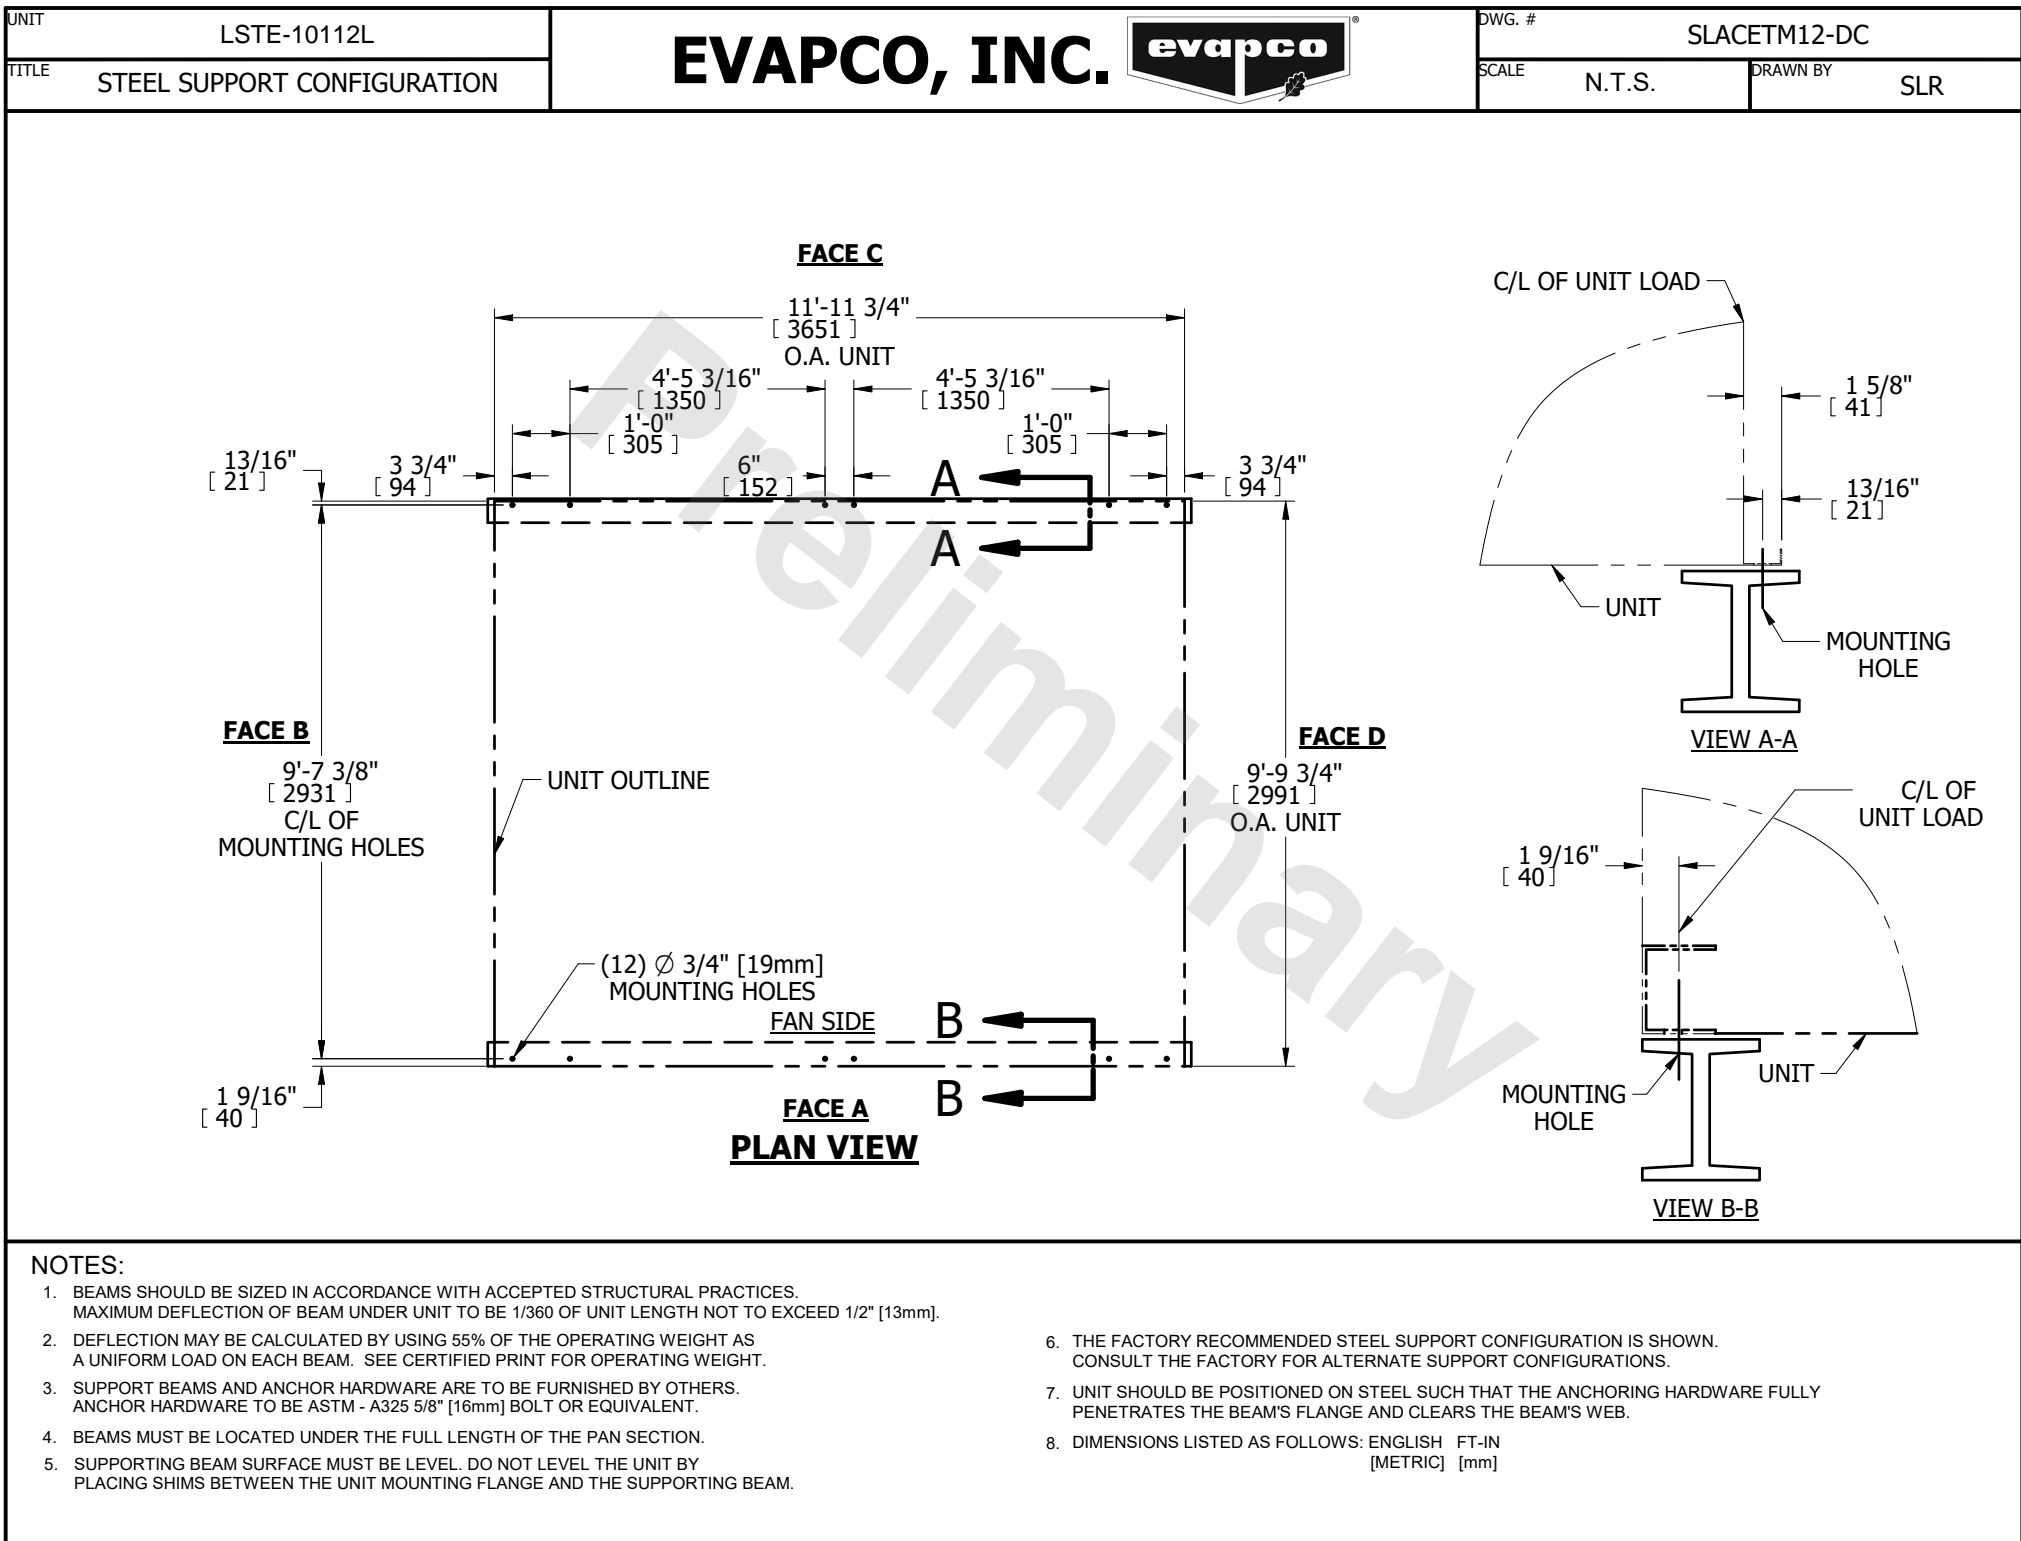 UNIT
LSTE-10112L
TITLE
STEEL SUPPORT CONFIGURATION
EVAPCO, INC.
evapco
®
DWG. #
SLACETM12-DC
SCALE
N.T.S.
DRAWN BY
SLR
FACE C
11'-11 3/4"
[ 3651 ]
O.A. UNIT
4'-5 3/16"
[ 1350 ]
4'-5 3/16"
[ 1350 ]
1'-0"
[ 305 ]
1'-0"
[ 305 ]
13/16"
[ 21 ]
3 3/4"
[ 94 ]
6"
[ 152 ]
A
3 3/4"
[ 94 ]
A
FACE B
9'-7 3/8"
[ 2931 ]
C/L OF
MOUNTING HOLES
UNIT OUTLINE
FACE D
9'-9 3/4"
[ 2991 ]
O.A. UNIT
(12) Ø 3/4" [19mm]
MOUNTING HOLES
FAN SIDE
B
B
1 9/16"
[ 40 ]
FACE A
PLAN VIEW
Preliminary
C/L OF UNIT LOAD
1 5/8"
[ 41 ]
13/16"
[ 21 ]
UNIT
MOUNTING
HOLE
VIEW A-A
C/L OF
UNIT LOAD
1 9/16"
[ 40 ]
UNIT
MOUNTING
HOLE
VIEW B-B
NOTES:
1. BEAMS SHOULD BE SIZED IN ACCORDANCE WITH ACCEPTED STRUCTURAL PRACTICES.
MAXIMUM DEFLECTION OF BEAM UNDER UNIT TO BE 1/360 OF UNIT LENGTH NOT TO EXCEED 1/2" [13mm].
2. DEFLECTION MAY BE CALCULATED BY USING 55% OF THE OPERATING WEIGHT AS
A UNIFORM LOAD ON EACH BEAM. SEE CERTIFIED PRINT FOR OPERATING WEIGHT.
3. SUPPORT BEAMS AND ANCHOR HARDWARE ARE TO BE FURNISHED BY OTHERS.
ANCHOR HARDWARE TO BE ASTM - A325 5/8" [16mm] BOLT OR EQUIVALENT.
4. BEAMS MUST BE LOCATED UNDER THE FULL LENGTH OF THE PAN SECTION.
5. SUPPORTING BEAM SURFACE MUST BE LEVEL. DO NOT LEVEL THE UNIT BY
PLACING SHIMS BETWEEN THE UNIT MOUNTING FLANGE AND THE SUPPORTING BEAM.
6. THE FACTORY RECOMMENDED STEEL SUPPORT CONFIGURATION IS SHOWN.
CONSULT THE FACTORY FOR ALTERNATE SUPPORT CONFIGURATIONS.
7. UNIT SHOULD BE POSITIONED ON STEEL SUCH THAT THE ANCHORING HARDWARE FULLY
PENETRATES THE BEAM'S FLANGE AND CLEARS THE BEAM'S WEB.
8. DIMENSIONS LISTED AS FOLLOWS: ENGLISH FT-IN
[METRIC] [mm]